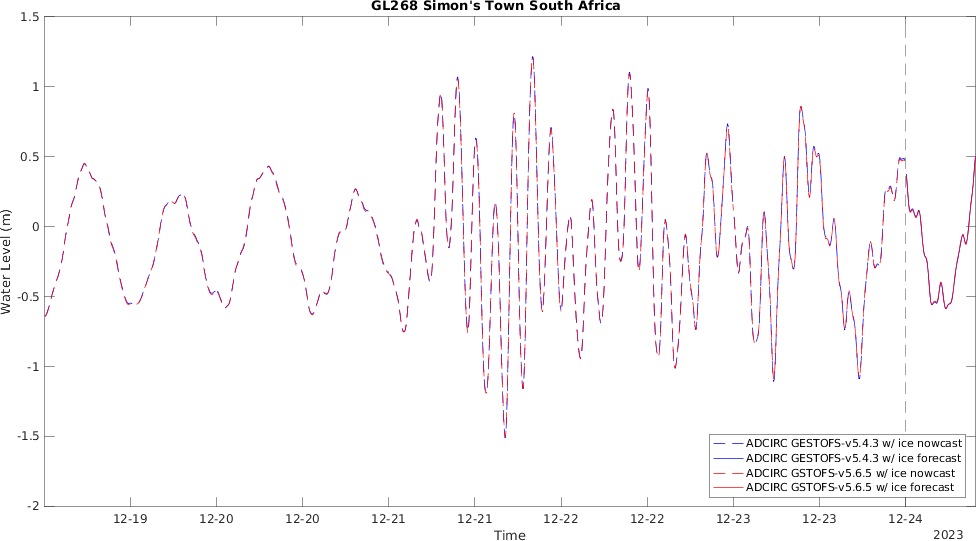 GL268 Simon's Town South Africa
1.5
1
0.5
0
-0.5
-1
-1.5
-2
Water Level (m)
ADCIRC GESTOFS-v5.4.3 w/ ice nowcast
ADCIRC GESTOFS-v5.4.3 w/ ice forecast
ADCIRC GSTOFS-v5.6.5 w/ ice nowcast
ADCIRC GSTOFS-v5.6.5 w/ ice forecast
12-19 12-20 12-20 12-21 12-21 12-22 12-22 12-23 12-23 12-24
Time
2023